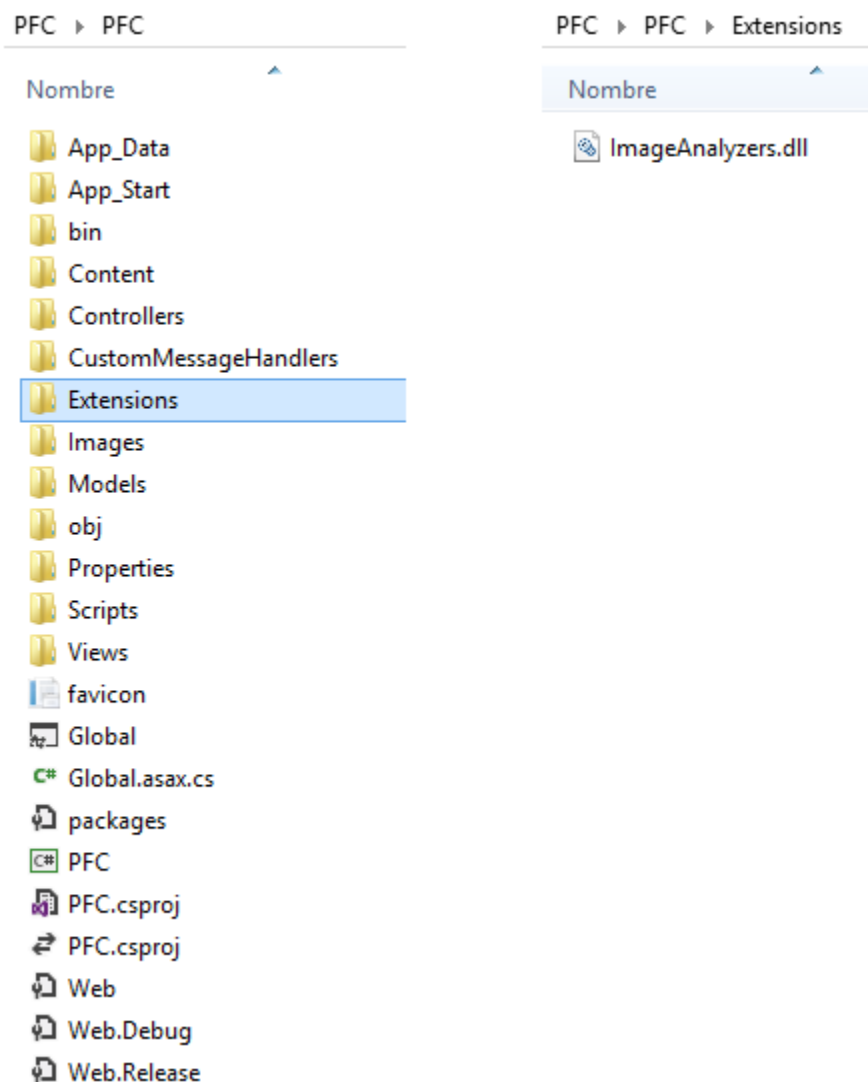 PFC ▸ PFC
Nombre
App_Data
App_Start
bin
Content
Controllers
CustomMessageHandlers
Extensions
Images
Models
obj
Properties
Scripts
Views
favicon
Global
C# Global.asax.cs
packages
C# PFC
PFC.csproj
PFC.csproj
Web
Web.Debug
Web.Release
PFC ▸ PFC ▸ Extensions
Nombre
ImageAnalyzers.dll